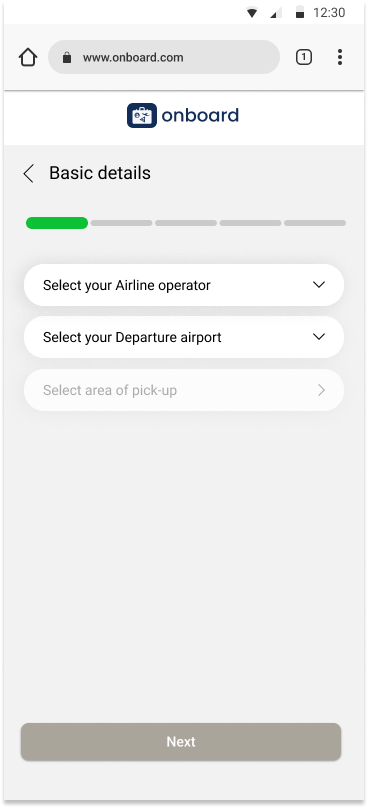 12:30
www.onboard.com
1
onboard
Basic details
Select your Airline operator
Select your Departure airport
Select area of pick-up
Next